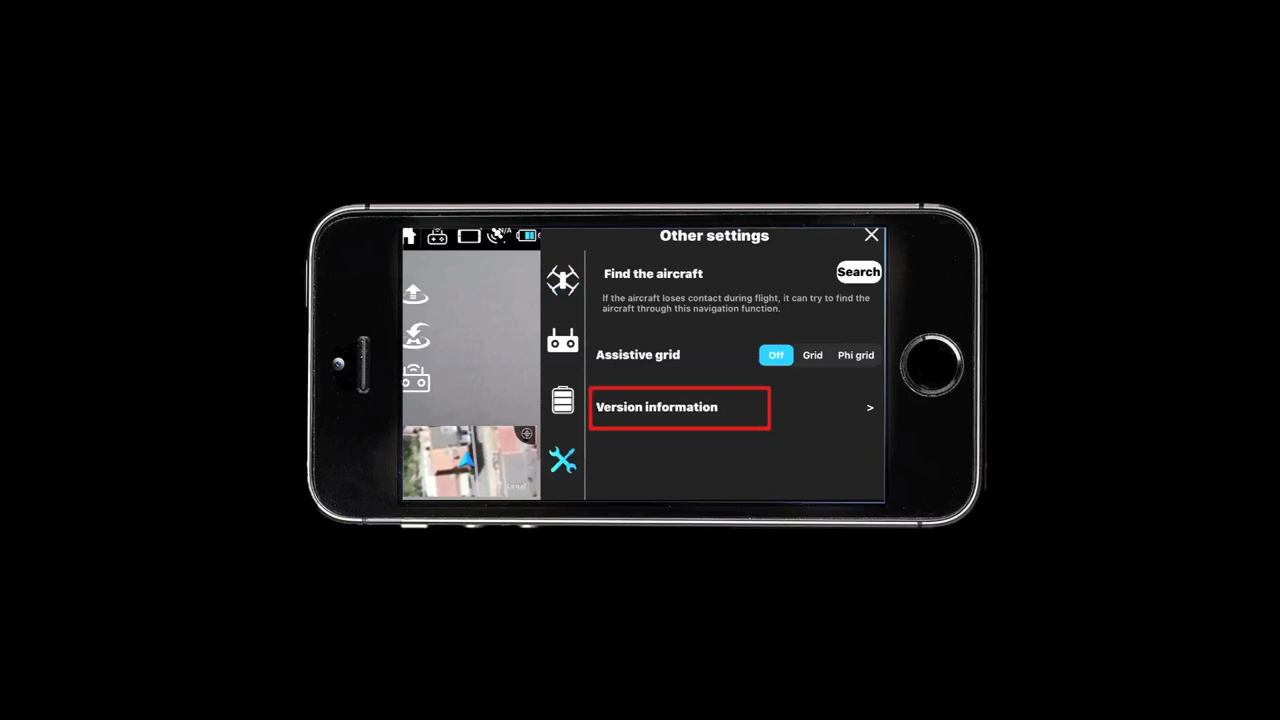 N/A
Other settings
Find the aircraft
Search
If the aircraft loses contact during flight, it can try to find the
aircraft through this navigation function.
Assistive grid
Off
Grid
Phi grid
Version information
>